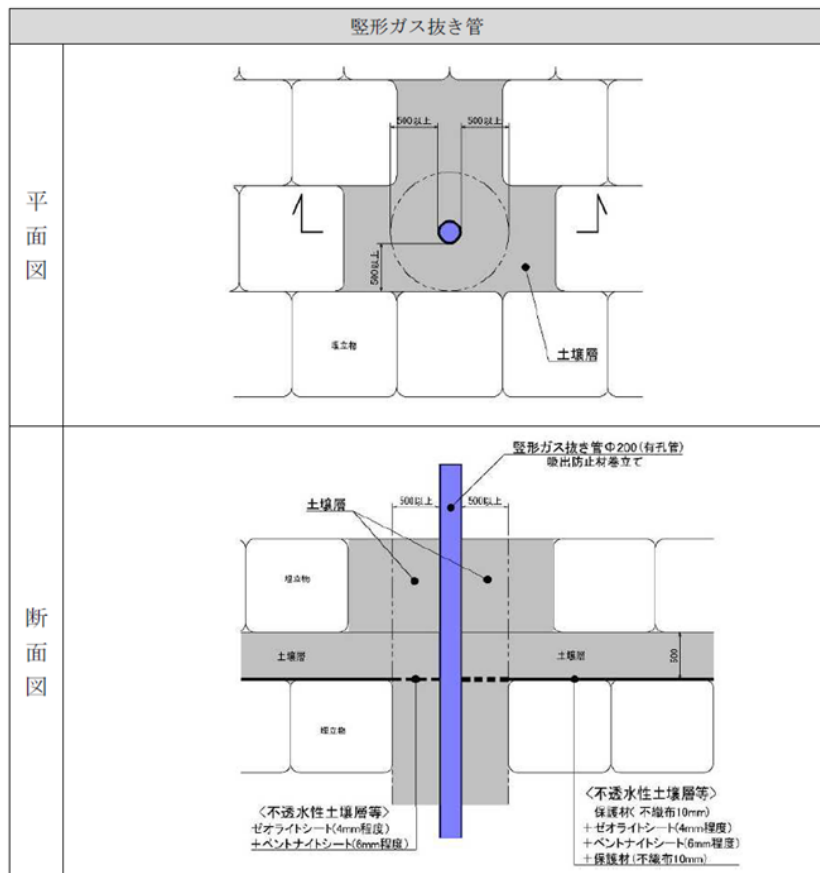 竪形ガス抜き管
平面図
500以上
500以上
500以上
土壌層
埋立物
断面図
竪形ガス抜き管Φ200(有孔管)
吸出防止材巻立て
500以上
500以上
土壌層
埋立物
土壌層
土壌層
500
埋立物
〈不透水性土壌層等〉
ゼオライトシート(4mm程度)
+ベントナイトシート(6mm程度)
〈不透水性土壌層等〉
保護材(不織布10mm)
+ゼオライトシート(4mm程度)
+ベントナイトシート(6mm程度)
+保護材(不織布10mm)